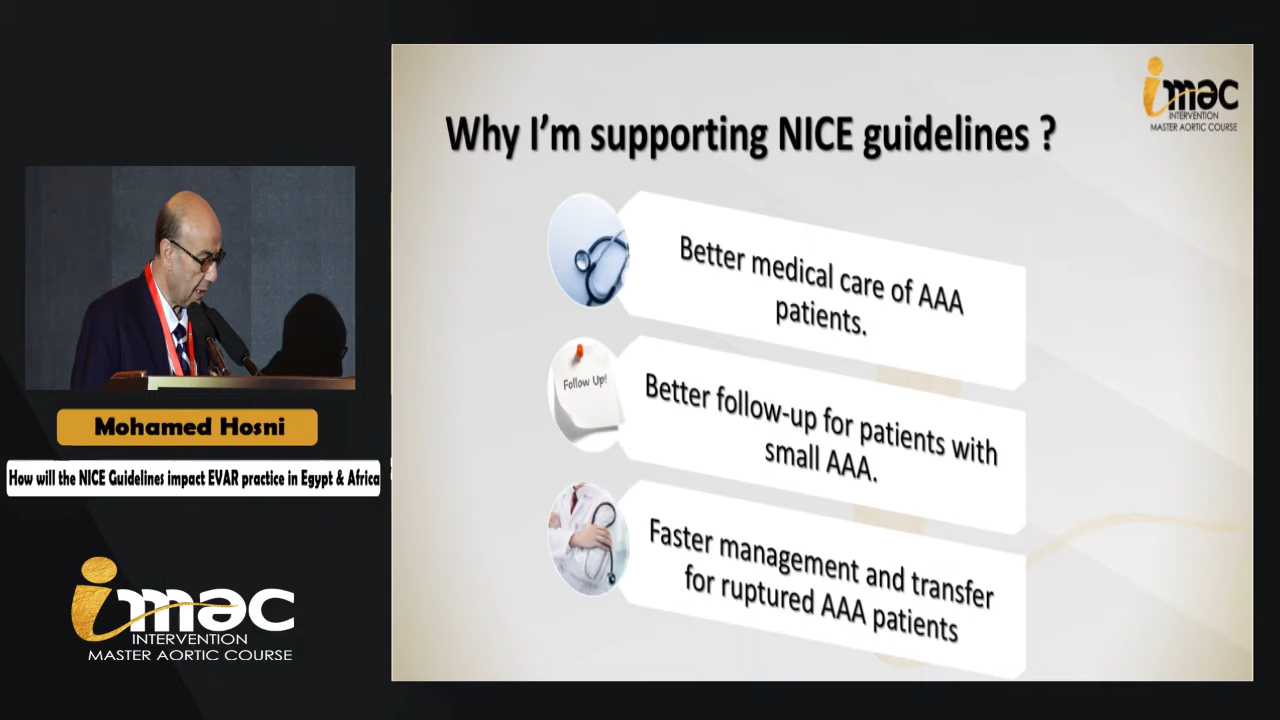 imac
INTERVENTION
MASTER AORTIC COURSE
Why I'm supporting NICE guidelines ?
Better medical care of AAA
patients.
Follow Up!
Better follow-up for patients with
small AAA.
Faster management and transfer
for ruptured AAA patients
Mohamed Hosni
How will the NICE Guidelines impact EVAR practice in Egypt & Africa
imac
INTERVENTION
MASTER AORTIC COURSE